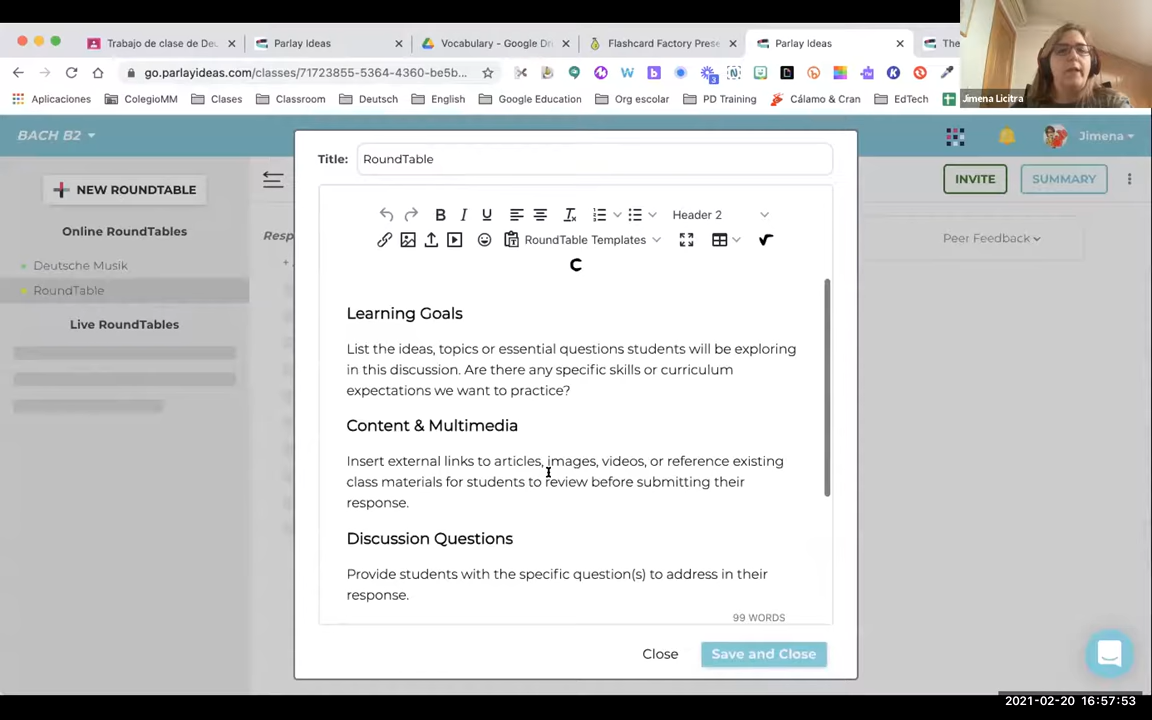 Trabajo de clase de Deu
Parlay Ideas
Vocabulary - Google Dr
Flashcard Factory Prese
Parlay Ideas
The
go.parlayideas.com/classes/71723855-5364-4360-be5b...
3
Jimena Licitra
Aplicaciones
ColegioMM
Clases
Classroom
Deutsch
English
Google Education
Org escolar
PD Training
Cálamo & Cran
EdTech
BACH B2
Jimena
NEW ROUNDTABLE
Title:
RoundTable
INVITE
SUMMARY
Online RoundTables
Header 2
Deutsche Musik
Resp
RoundTable Templates
Peer Feedback
RoundTable
Live RoundTables
Learning Goals
List the ideas, topics or essential questions students will be exploring
in this discussion. Are there any specific skills or curriculum
expectations we want to practice?
Content & Multimedia
Insert external links to articles, images, videos, or reference existing
class materials for students to review before submitting their
response.
Discussion Questions
Provide students with the specific question(s) to address in their
response.
99 WORDS
Close
Save and Close
2021-02-20 16:57:53